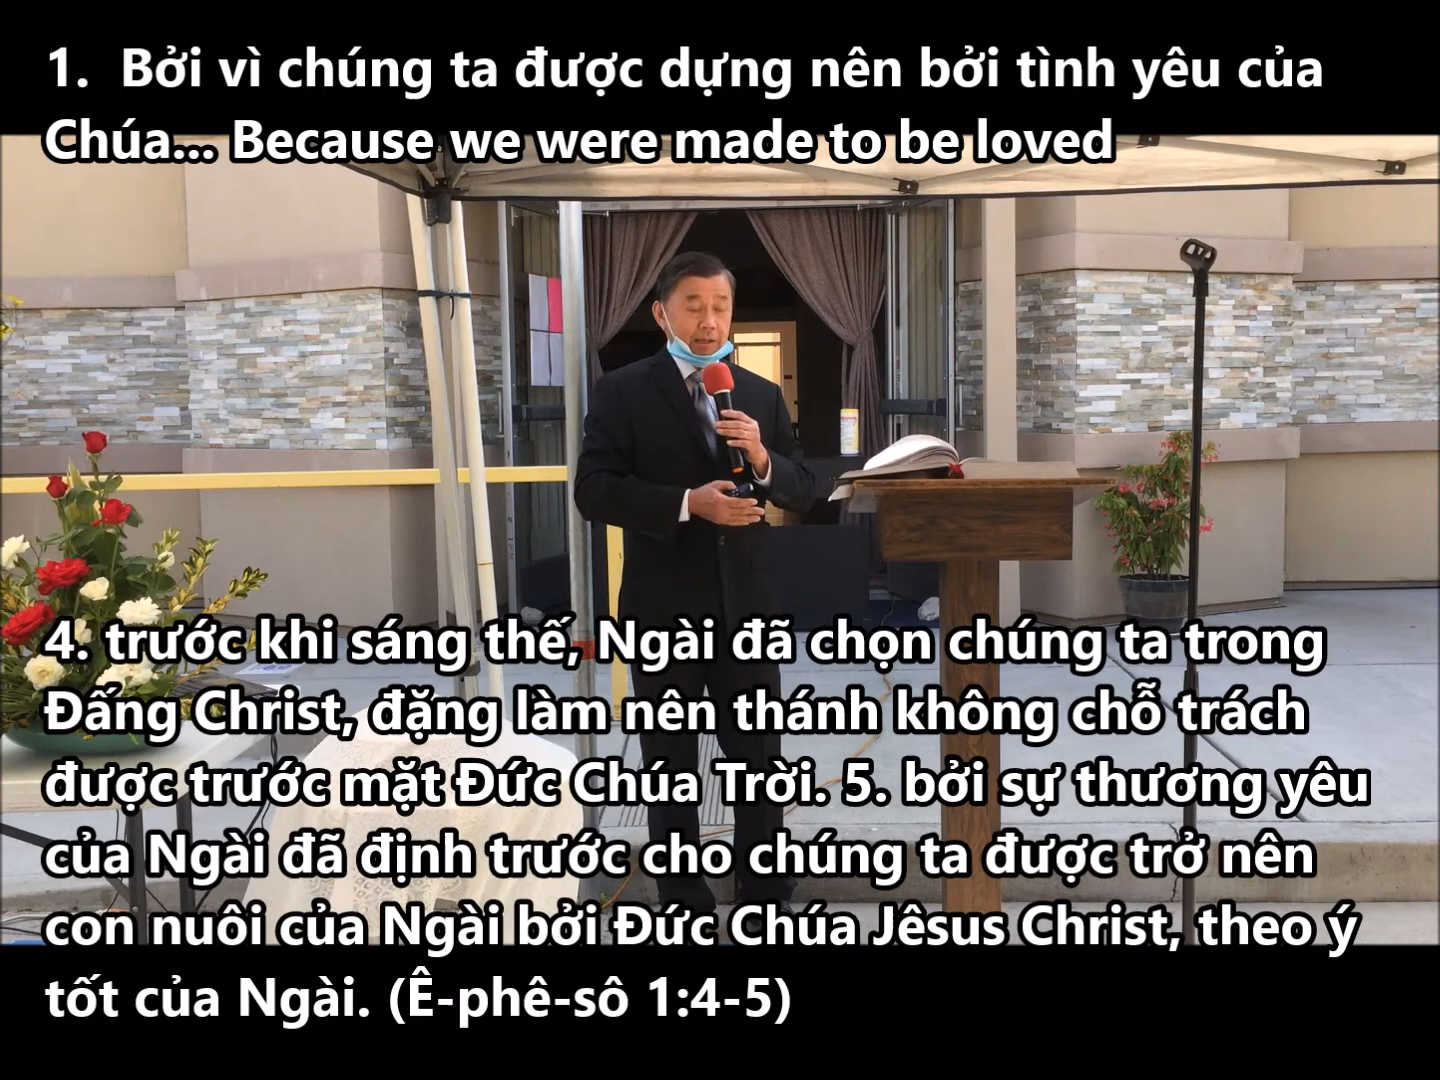 1. Bởi vì chúng ta được dựng nên bởi tình yêu của
Chúa... Because we were made to be loved
4. trước khi sáng thế, Ngài đã chọn chúng ta trong
Đấng Christ, đặng làm nên thánh không chỗ trách
được trước mặt Đức Chúa Trời. 5. bởi sự thương yêu
của Ngài đã định trước cho chúng ta được trở nên
con nuôi của Ngài bởi Đức Chúa Jêsus Christ, theo ý
tốt của Ngài. (Ê-phê-sô 1:4-5)